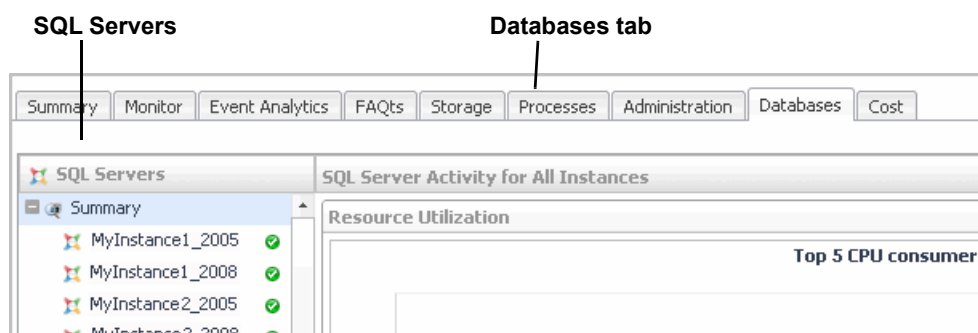 SQL Servers Databases tab
Summary Monitor Event Analytics FAQts Storage Processes Administration Databases Cost
SQL Servers SQL Server Activity for All Instances
Summary Resource Utilization
MyInstance1_2005 Top 5 CPU consumer
MyInstance1_2008
MyInstance2_2005
MyInstance2_2008